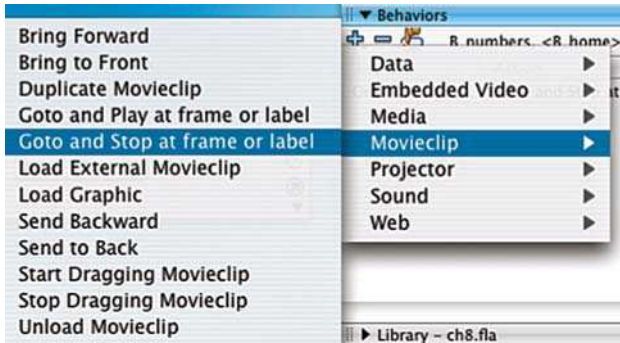 Bring Forward
Bring to Front
Duplicate Movieclip
Goto and Play at frame or label
Goto and Stop at frame or label
Load External Movieclip
Load Graphic
Send Backward
Send to Back
Start Dragging Movieclip
Stop Dragging Movieclip
Unload Movieclip
Behaviors
B_numbers, <B_home>
Data
Embedded Video
Media
Movieclip
Projector
Sound
Web
Library – ch8.fla